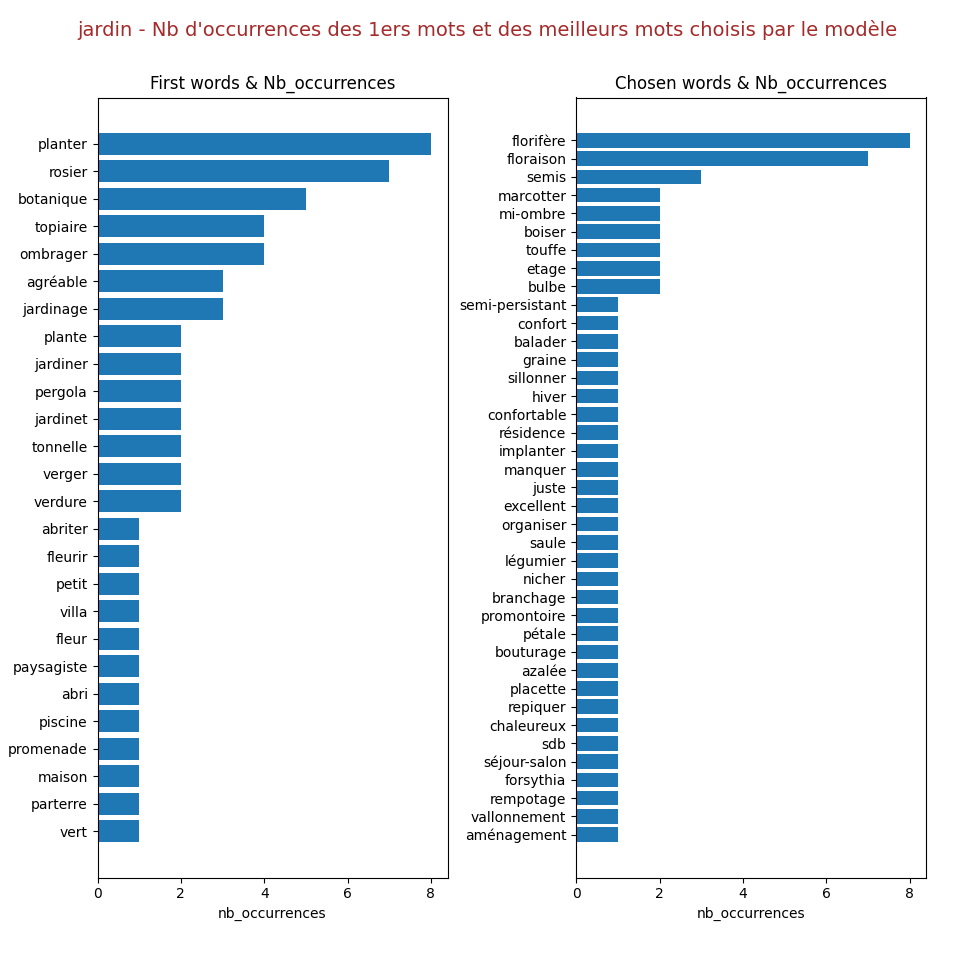 jardin - Nb d'occurrences des 1ers mots et des meilleurs mots choisis par le modèle
First words & Nb_occurrences
planter
rosier
botanique
topiaire
ombrager
agréable
jardinage
plante
jardiner
pergola
jardinet
tonnelle
verger
verdure
abriter
fleurir
petit
villa
fleur
paysagiste
abri
piscine
promenade
maison
parterre
vert
0 2 4 6 8
nb_occurrences
Chosen words & Nb_occurrences
florifère
floraison
semis
marcotter
mi-ombre
boiser
touffe
etage
bulbe
semi-persistant
confort
balader
graine
sillonner
hiver
confortable
résidence
implanter
manquer
juste
excellent
organiser
saule
légumier
nicher
branchage
promontoire
pétale
bouturage
azalée
placette
repiquer
chaleureux
sdb
séjour-salon
forsythia
rempotage
vallonnement
aménagement
0 2 4 6 8
nb_occurrences